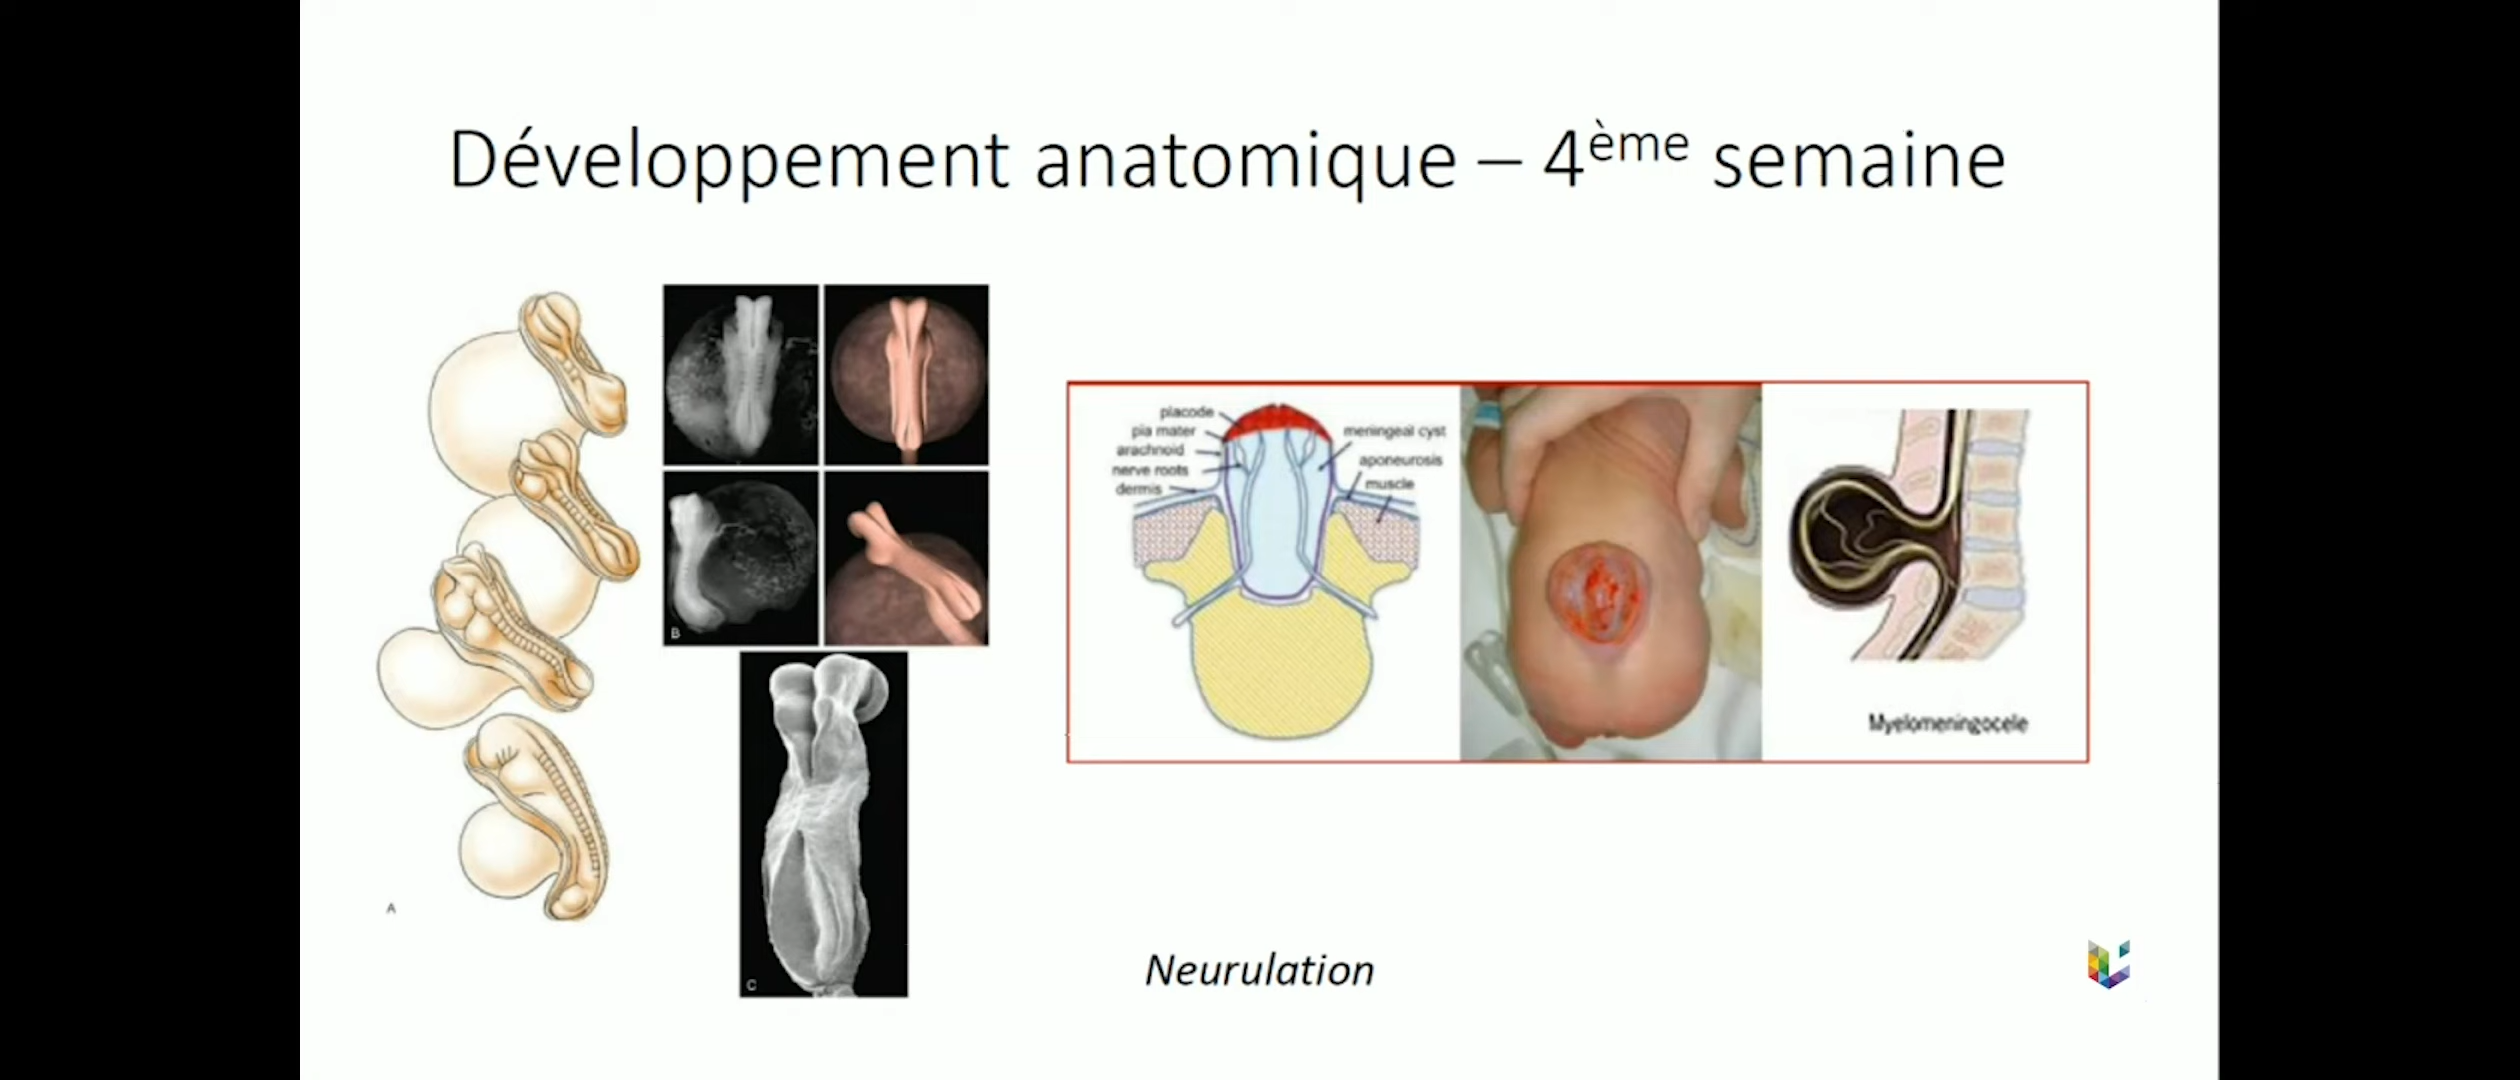 Développement anatomique – 4ème semaine
placode
pia mater
arachnoid
nerve roots
dermis
meningeal cyst
aponeurosis
muscle
B
A
C
Myelomeningocele
Neurulation